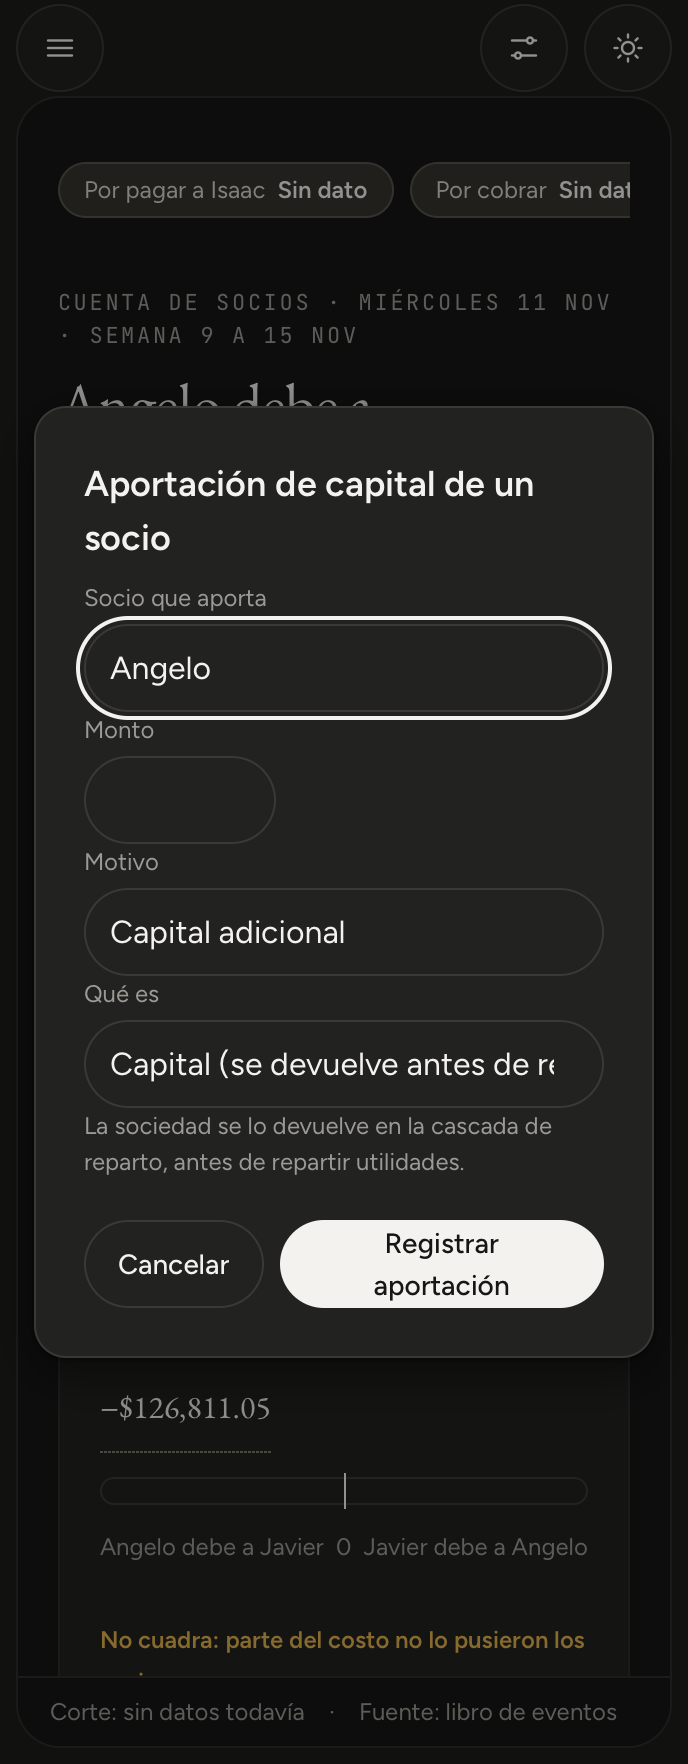 Por pagar a Isaac Sin dato Por cobrar Sin dat
CUENTA DE SOCIOS · MIÉRCOLES 11 NOV
· SEMANA 9 A 15 NOV
Angelo debe a
Aportación de capital de un
socio
Socio que aporta
Angelo
Monto
Motivo
Capital adicional
Qué es
Capital (se devuelve antes de re
La sociedad se lo devuelve en la cascada de
reparto, antes de repartir utilidades.
Cancelar
Registrar
aportación
−$126,811.05
Angelo debe a Javier 0 Javier debe a Angelo
No cuadra: parte del costo no lo pusieron los
Corte: sin datos todavía · Fuente: libro de eventos